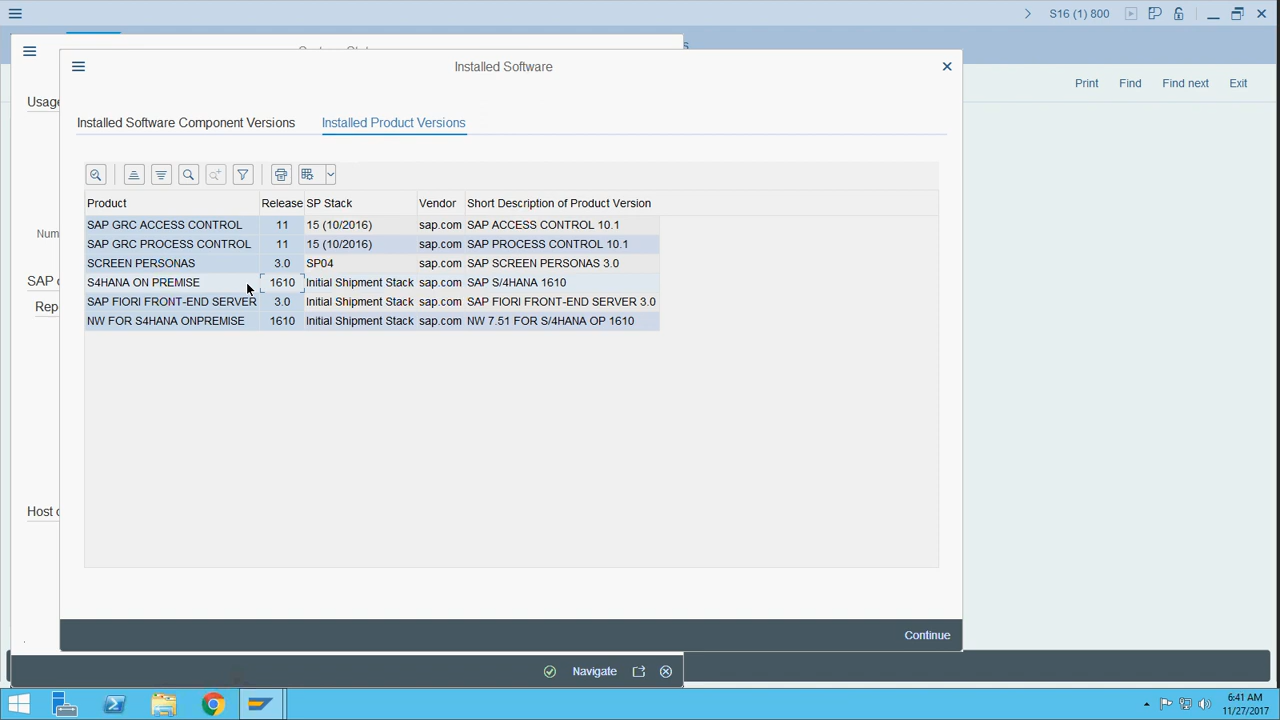 S16 (1) 800
Installed Software
Usage
Print Find Find next Exit
Installed Software Component Versions Installed Product Versions
Product Release SP Stack Vendor Short Description of Product Version
SAP GRC ACCESS CONTROL 11 15 (10/2016) sap.com SAP ACCESS CONTROL 10.1
SAP GRC PROCESS CONTROL 11 15 (10/2016) sap.com SAP PROCESS CONTROL 10.1
SCREEN PERSONAS 3.0 SP04 sap.com SAP SCREEN PERSONAS 3.0
S4HANA ON PREMISE 1610 Initial Shipment Stack sap.com SAP S/4HANA 1610
SAP FIORI FRONT-END SERVER 3.0 Initial Shipment Stack sap.com SAP FIORI FRONT-END SERVER 3.0
NW FOR S4HANA ONPREMISE 1610 Initial Shipment Stack sap.com NW 7.51 FOR S/4HANA OP 1610
Num
SAP
Rep
Host
Continue
Navigate
6:41 AM
11/27/2017